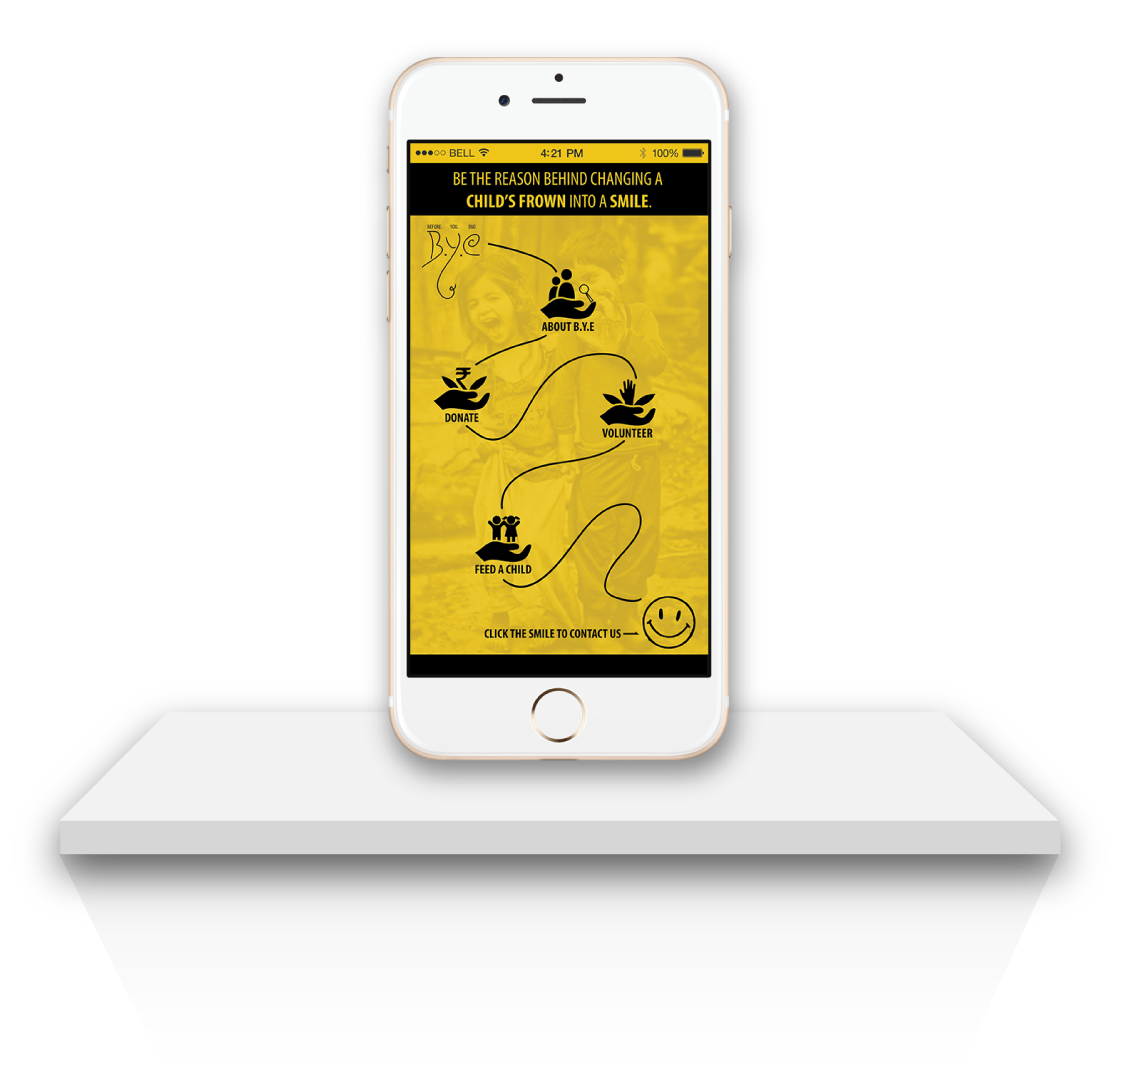 BELL 4:21 PM 100%
BE THE REASON BEHIND CHANGING A
CHILD'S FROWN INTO A SMILE.
BEFORE. YOU. END
B.y.e
ABOUT B.Y.E
₹
DONATE
VOLUNTEER
FEED A CHILD
CLICK THE SMILE TO CONTACT US